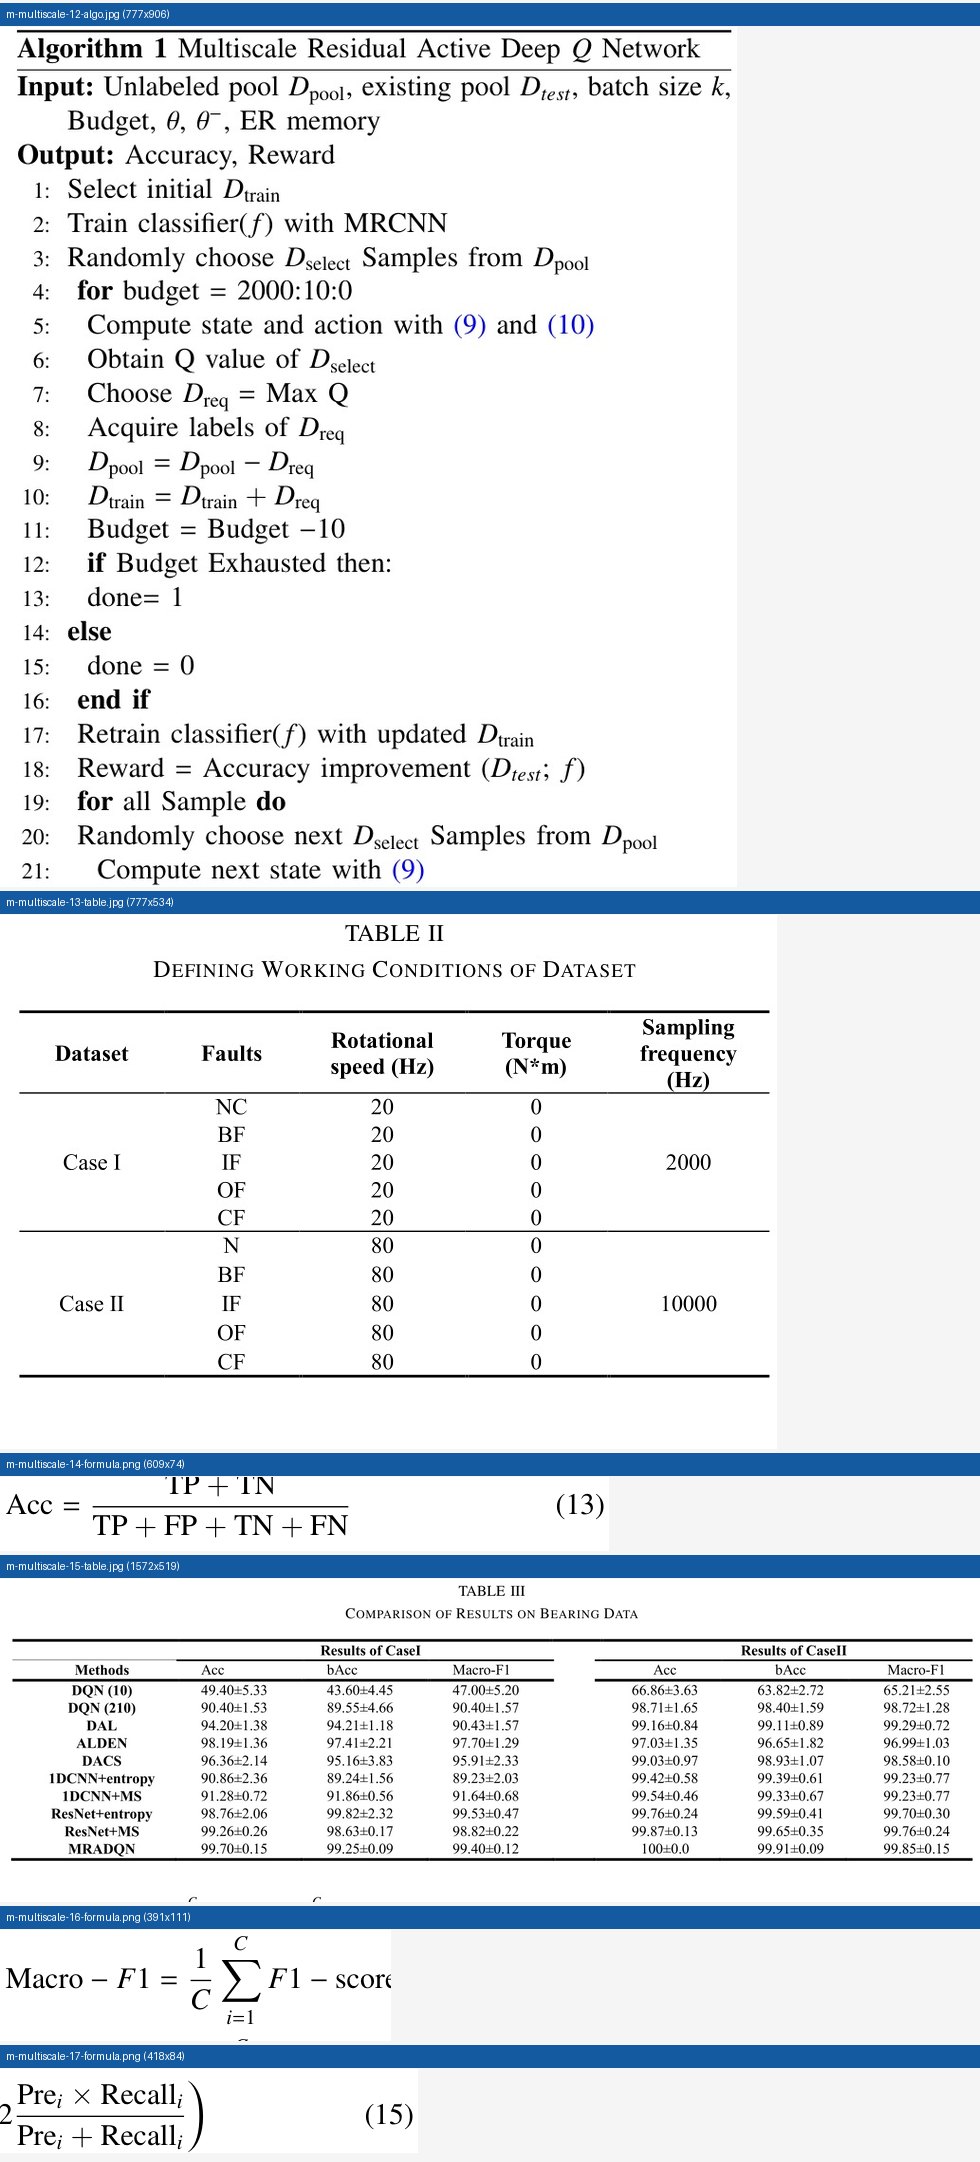 m-multiscale-12-algo.jpg (777x906)
Algorithm 1 Multiscale Residual Active Deep Q Network
Input: Unlabeled pool D_pool, existing pool D_test, batch size k,
Budget, θ, θ⁻, ER memory
Output: Accuracy, Reward
1: Select initial D_train
2: Train classifier(f) with MRCNN
3: Randomly choose D_select Samples from D_pool
4: for budget = 2000:10:0
5: Compute state and action with (9) and (10)
6: Obtain Q value of D_select
7: Choose D_req = Max Q
8: Acquire labels of D_req
9: D_pool = D_pool − D_req
10: D_train = D_train + D_req
11: Budget = Budget −10
12: if Budget Exhausted then:
13: done= 1
14: else
15: done = 0
16: end if
17: Retrain classifier(f) with updated D_train
18: Reward = Accuracy improvement (D_test; f)
19: for all Sample do
20: Randomly choose next D_select Samples from D_pool
21: Compute next state with (9)
m-multiscale-13-table.jpg (777x534)
TABLE II
DEFINING WORKING CONDITIONS OF DATASET
Dataset Faults Rotational speed (Hz) Torque (N*m) Sampling frequency (Hz)
NC 20 0
BF 20 0
Case I IF 20 0 2000
OF 20 0
CF 20 0
N 80 0
BF 80 0
Case II IF 80 0 10000
OF 80 0
CF 80 0
m-multiscale-14-formula.png (609x74)
TP + TN
Acc = (13)
TP + FP + TN + FN
m-multiscale-15-table.jpg (1572x519)
TABLE III
COMPARISON OF RESULTS ON BEARING DATA
Results of CaseI Results of CaseII
Methods Acc bAcc Macro-F1 Acc bAcc Macro-F1
DQN (10) 49.40±5.33 43.60±4.45 47.00±5.20 66.86±3.63 63.82±2.72 65.21±2.55
DQN (210) 90.40±1.53 89.55±4.66 90.40±1.57 98.71±1.65 98.40±1.59 98.72±1.28
DAL 94.20±1.38 94.21±1.18 90.43±1.57 99.16±0.84 99.11±0.89 99.29±0.72
ALDEN 98.19±1.36 97.41±2.21 97.70±1.29 97.03±1.35 96.65±1.82 96.99±1.03
DACS 96.36±2.14 95.16±3.83 95.91±2.33 99.03±0.97 98.93±1.07 98.58±0.10
1DCNN+entropy 90.86±2.36 89.24±1.56 89.23±2.03 99.42±0.58 99.39±0.61 99.23±0.77
1DCNN+MS 91.28±0.72 91.86±0.56 91.64±0.68 99.54±0.46 99.33±0.67 99.23±0.77
ResNet+entropy 98.76±2.06 99.82±2.32 99.53±0.47 99.76±0.24 99.59±0.41 99.70±0.30
ResNet+MS 99.26±0.26 98.63±0.17 98.82±0.22 99.87±0.13 99.65±0.35 99.76±0.24
MRADQN 99.70±0.15 99.25±0.09 99.40±0.12 100±0.0 99.91±0.09 99.85±0.15
m-multiscale-16-formula.png (391x111)
Macro − F1 = 1/C ∑_{i=1}^{C} F1 − score
m-multiscale-17-formula.png (418x84)
2 Pre_i × Recall_i
Pre_i + Recall_i ) (15)